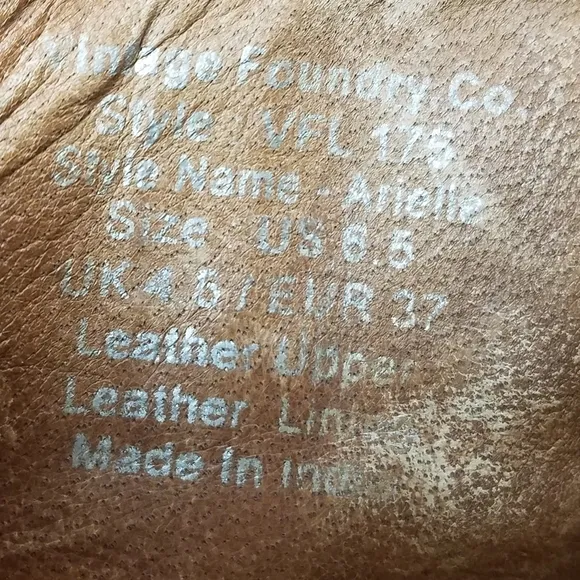 Vintage Foundry Co
Style VFL 175
Style Name - Arielle
Size US 6.5
UK 4.5 / EUR 37
Leather Upper
Leather Lining
Made in India